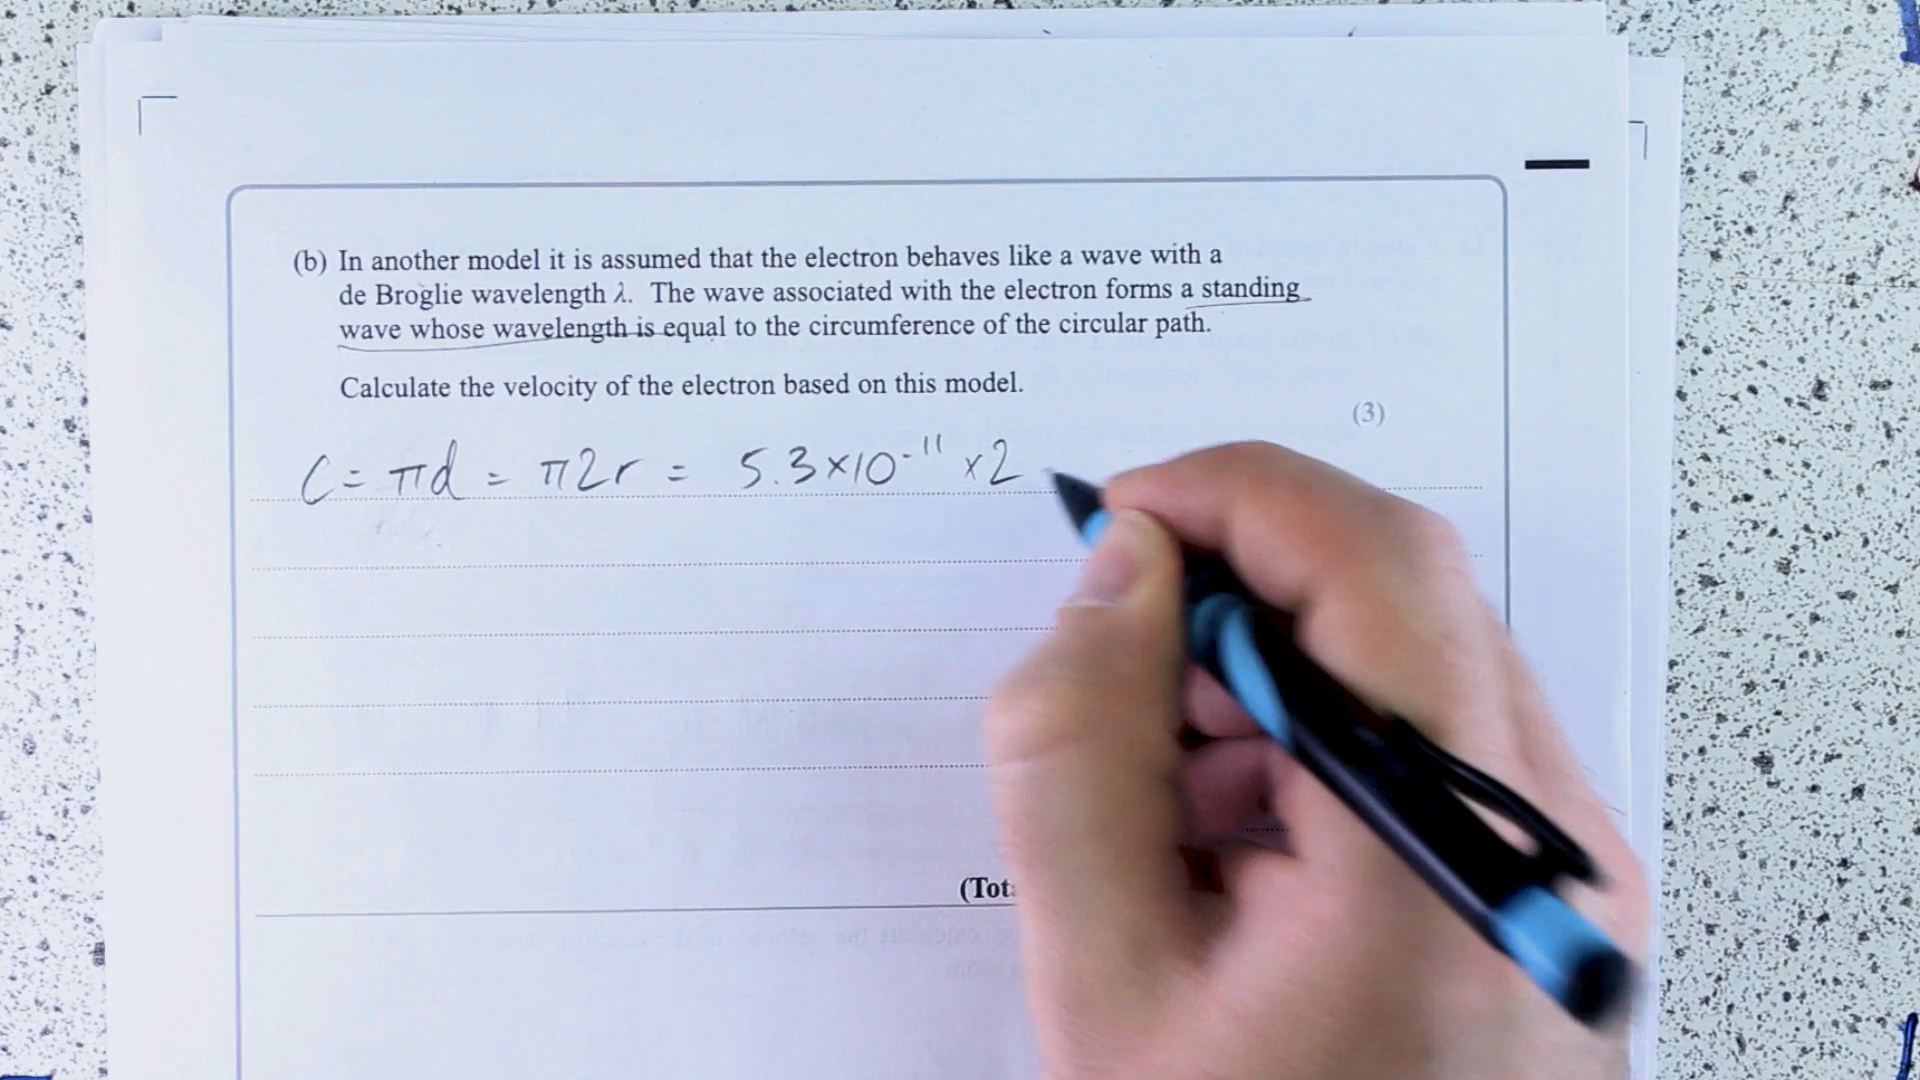 (b) In another model it is assumed that the electron behaves like a wave with a
de Broglie wavelength λ. The wave associated with the electron forms a standing
wave whose wavelength is equal to the circumference of the circular path.
Calculate the velocity of the electron based on this model.
(3)
C = πd = π2r = 5.3×10⁻¹¹ ×2
(Tot